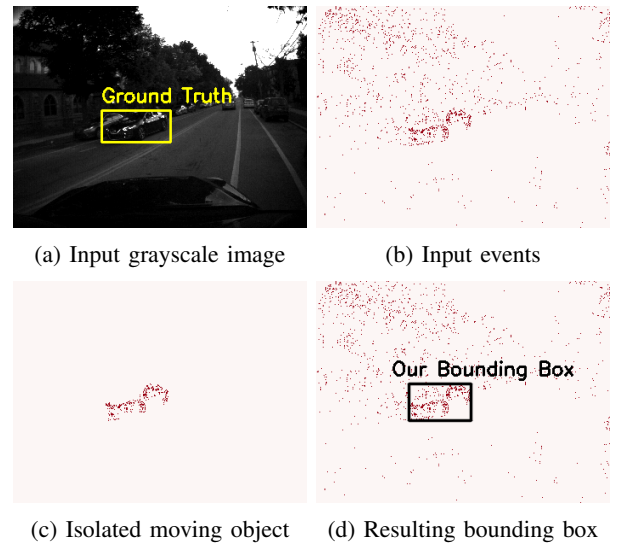 Ground Truth
(a) Input grayscale image
(b) Input events
Our Bounding Box
(c) Isolated moving object
(d) Resulting bounding box